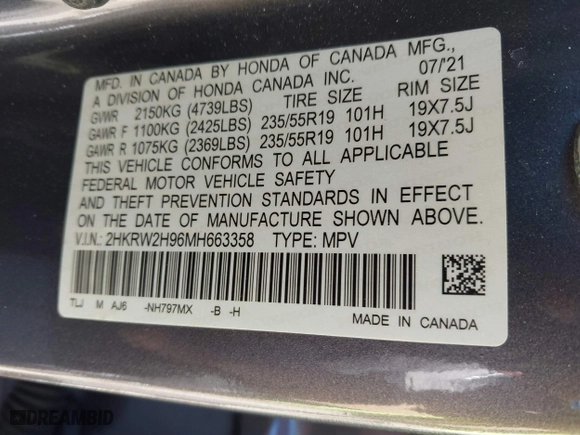 MFD. IN CANADA BY HONDA OF CANADA MFG.,
A DIVISION OF HONDA CANADA INC. 07/'21
GVWR 2150KG (4739LBS) TIRE SIZE RIM SIZE
GAWR F 1100KG (2425LBS) 235/55R19 101H 19X7.5J
GAWR R 1075KG (2369LBS) 235/55R19 101H 19X7.5J
THIS VEHICLE CONFORMS TO ALL APPLICABLE
FEDERAL MOTOR VEHICLE SAFETY
AND THEFT PREVENTION STANDARDS IN EFFECT
ON THE DATE OF MANUFACTURE SHOWN ABOVE.
V.I.N.: 2HKRW2H96MH663358 TYPE: MPV
TLJ M AJ6 -NH797MX -B -H
MADE IN CANADA
DREAMBID